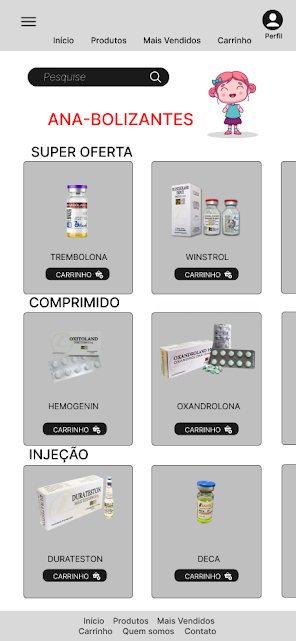 Início Produtos Mais Vendidos Carrinho Perfil
Pesquise
ANA-BOLIZANTES
SUPER OFERTA
TREMBOLONA WINSTROL
CARRINHO CARRINHO
COMPRIMIDO
OXITOLAND OXANDROLAND
HEMOGENIN OXANDROLONA
CARRINHO CARRINHO
INJEÇÃO
DURATESTON
DURATESTON DECA
CARRINHO CARRINHO
Início Produtos Mais Vendidos
Carrinho Quem somos Contato